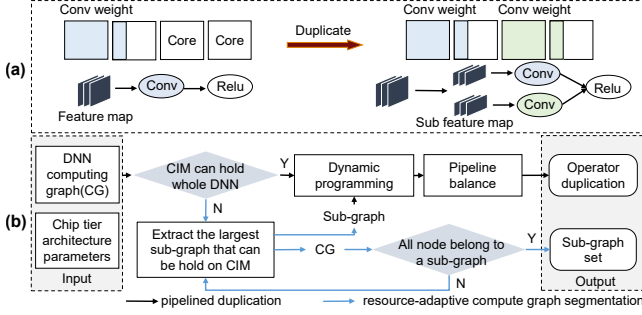 Conv weight
Core
Core
Duplicate
Conv weight
Conv weight
(a)
Feature map
Conv
Relu
Conv
Conv
Sub feature map
Relu
DNN
computing
graph(CG)
CIM can hold
whole DNN
Y
N
Dynamic
programming
Pipeline
balance
Operator
duplication
(b)
Chip tier
architecture
parameters
Input
Extract the largest
sub-graph that can
be hold on CIM
Sub-graph
CG
All node belong to
a sub-graph
Y
N
Sub-graph
set
Output
pipelined duplication
resource-adaptive compute graph segmentation